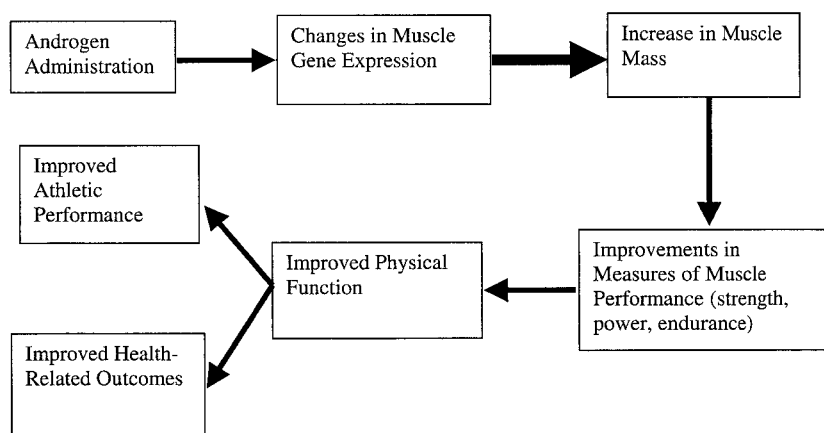 Androgen
Administration
Changes in Muscle
Gene Expression
Increase in Muscle
Mass
Improvements in
Measures of Muscle
Performance (strength,
power, endurance)
Improved Physical
Function
Improved
Athletic
Performance
Improved Health-
Related Outcomes